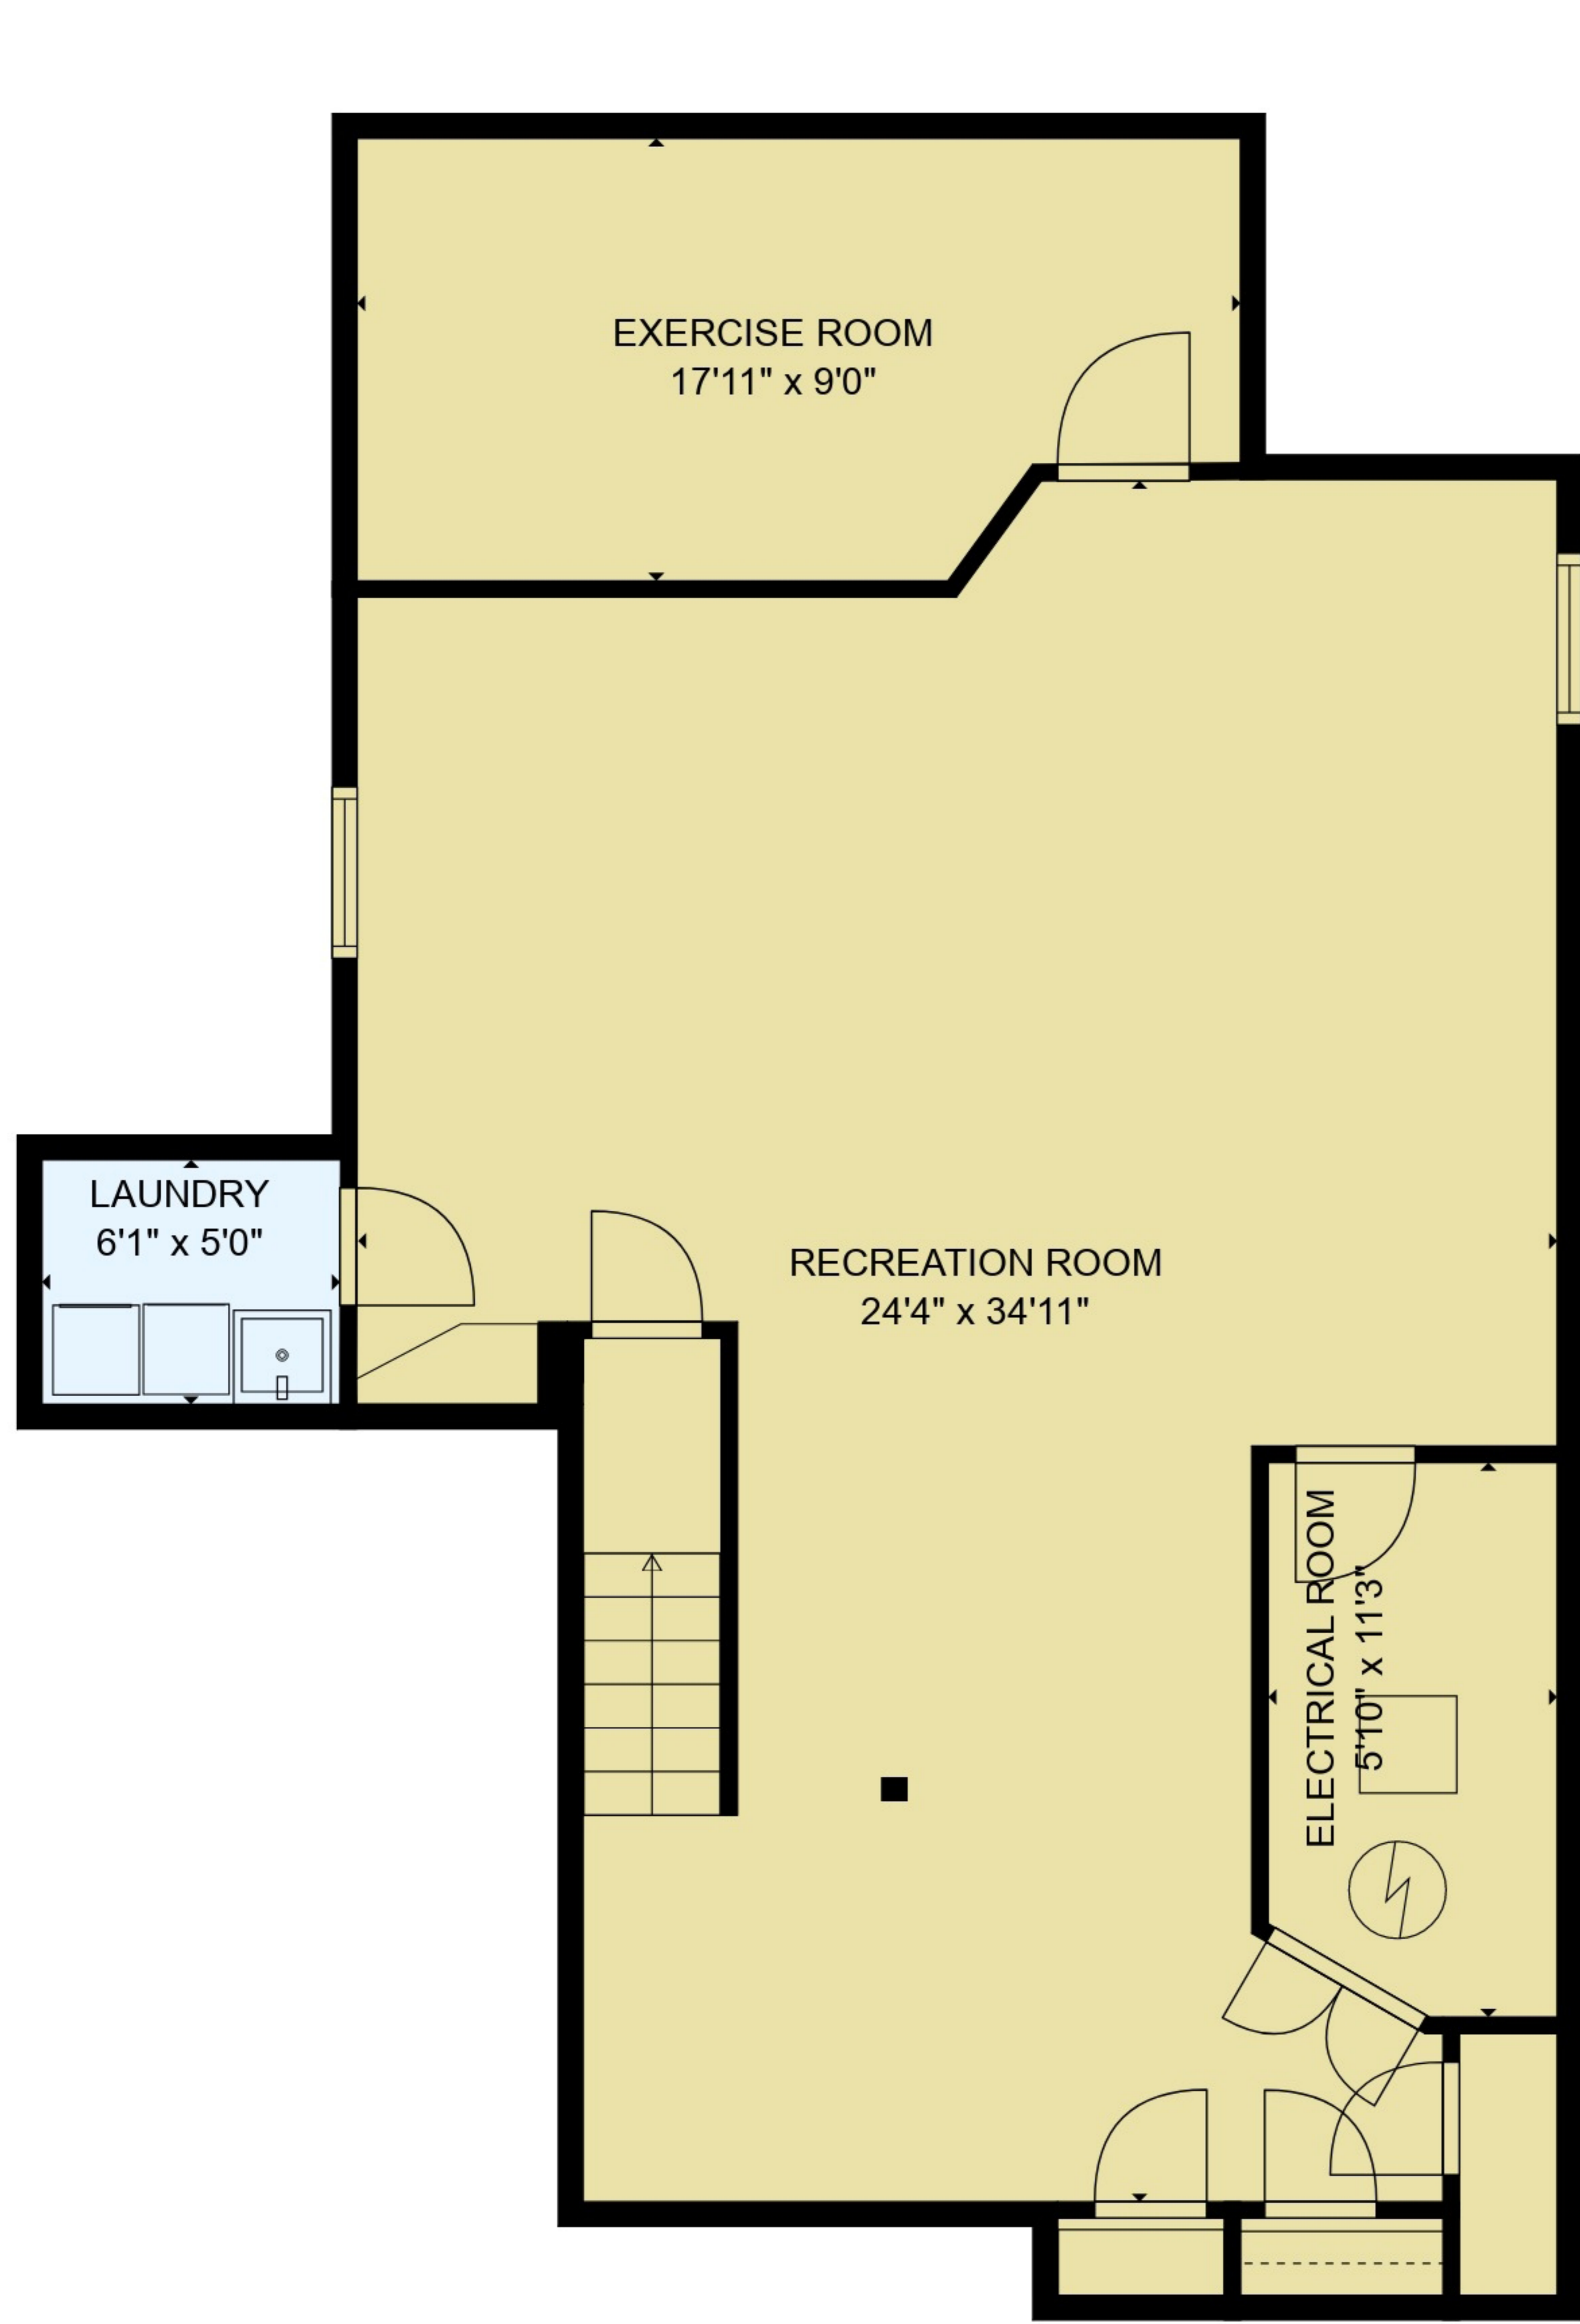 EXERCISE ROOM
17'11" x 9'0"
LAUNDRY
6'1" x 5'0"
RECREATION ROOM
24'4" x 34'11"
ELECTRICAL ROOM
5'10" x 11'3"